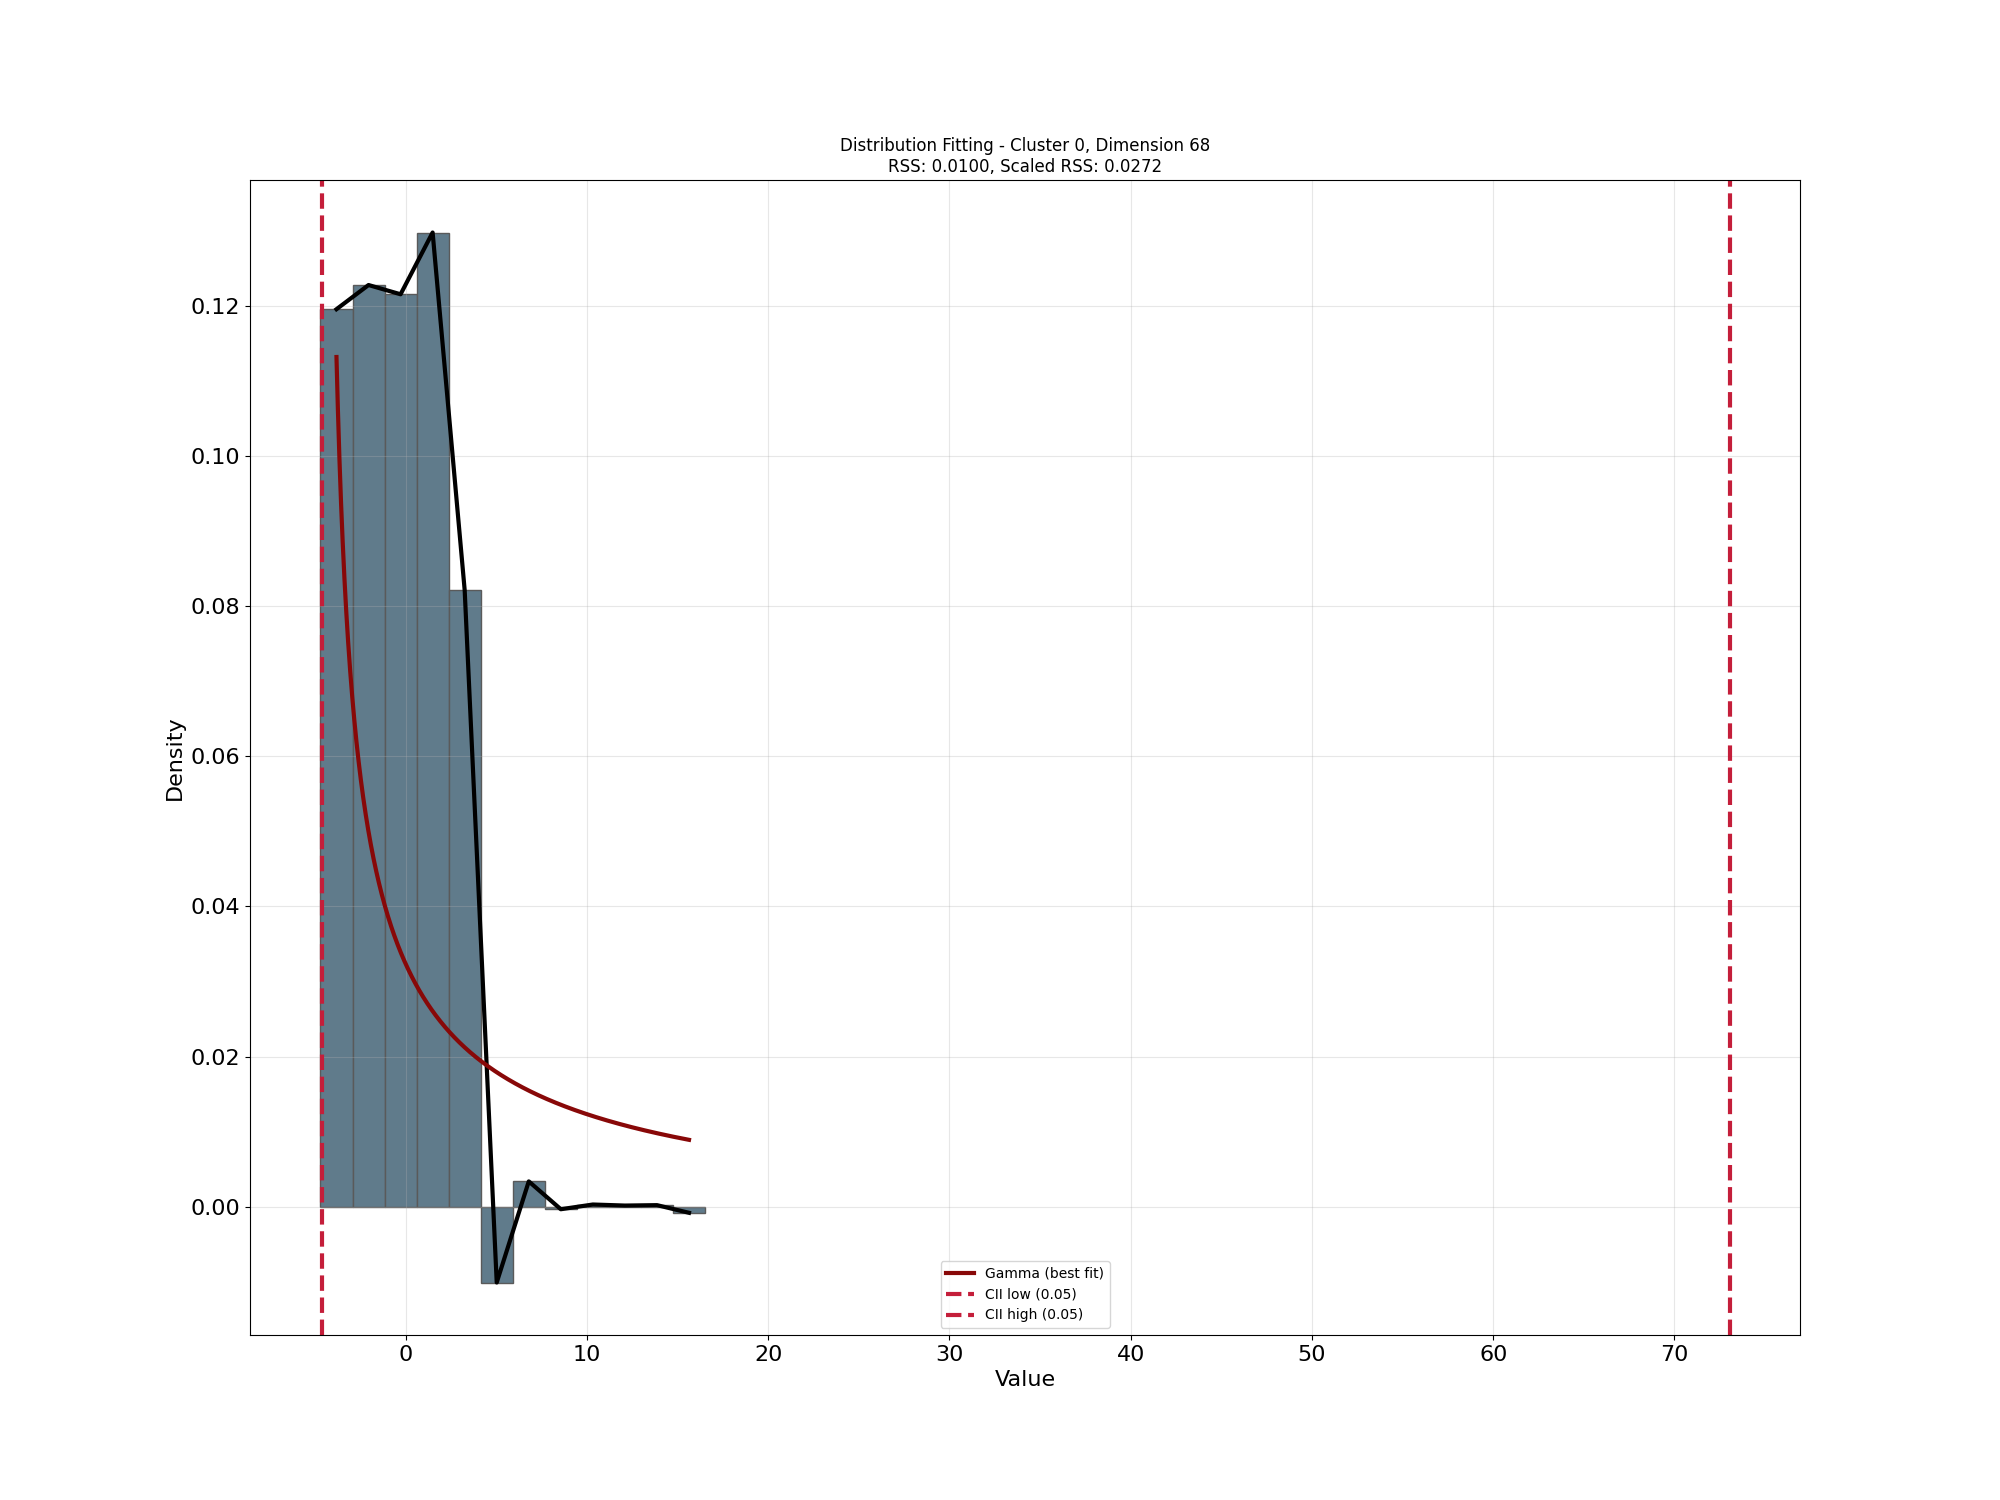 Distribution Fitting - Cluster 0, Dimension 68
RSS: 0.0100, Scaled RSS: 0.0272
Density
0.12
0.10
0.08
0.06
0.04
0.02
0.00
Gamma (best fit)
CII low (0.05)
CII high (0.05)
0 10 20 30 40 50 60 70
Value